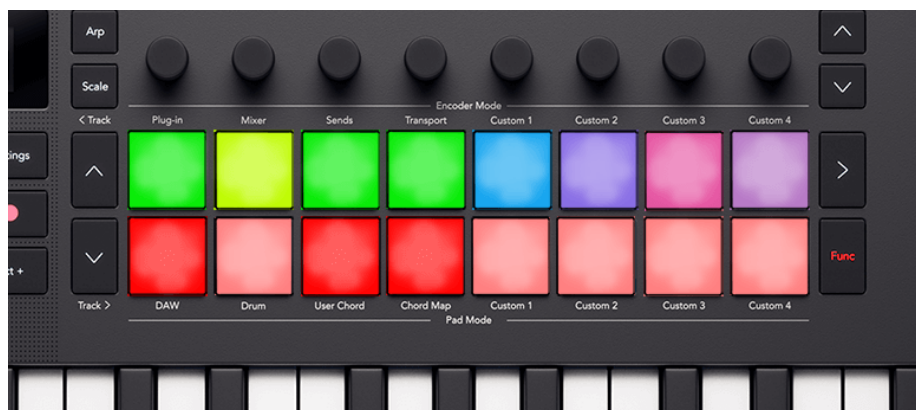 Arp
Scale
Encoder Mode
< Track
Plug-in
Mixer
Sends
Transport
Custom 1
Custom 2
Custom 3
Custom 4
Func
Track >
DAW
Drum
User Chord
Chord Map
Custom 1
Custom 2
Custom 3
Custom 4
Pad Mode